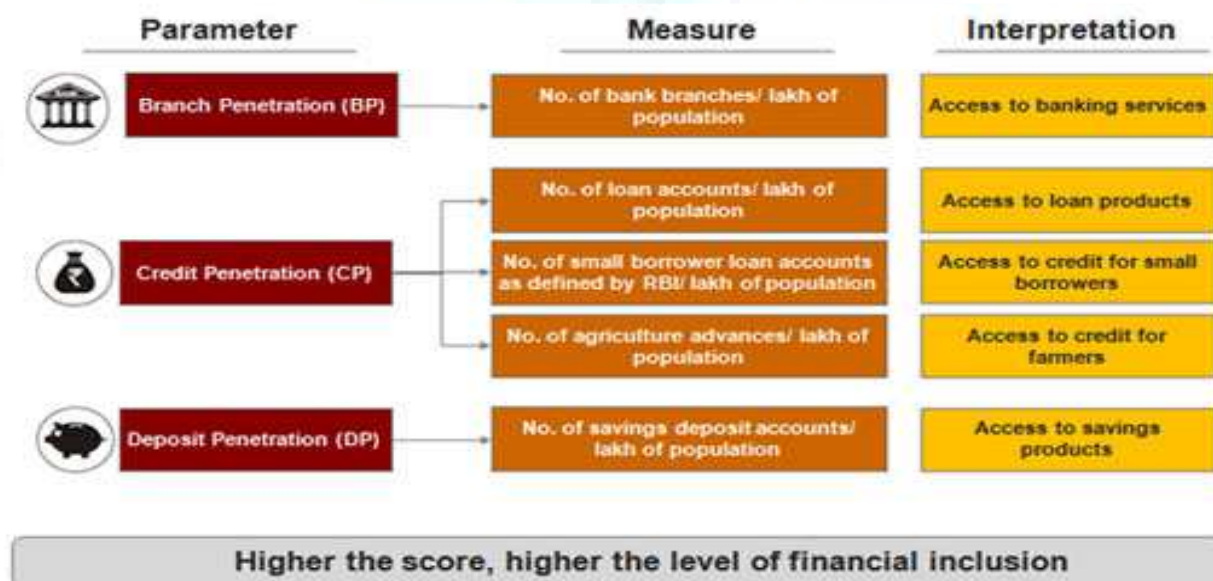 Parameter Measure Interpretation
Branch Penetration (BP)
No. of bank branches/ lakh of
population
Access to banking services
Credit Penetration (CP)
No. of loan accounts/ lakh of
population
Access to loan products
No. of small borrower loan accounts
as defined by RBI/ lakh of population
Access to credit for small
borrowers
No. of agriculture advances/ lakh of
population
Access to credit for
farmers
Deposit Penetration (DP)
No. of savings deposit accounts/
lakh of population
Access to savings
products
Higher the score, higher the level of financial inclusion